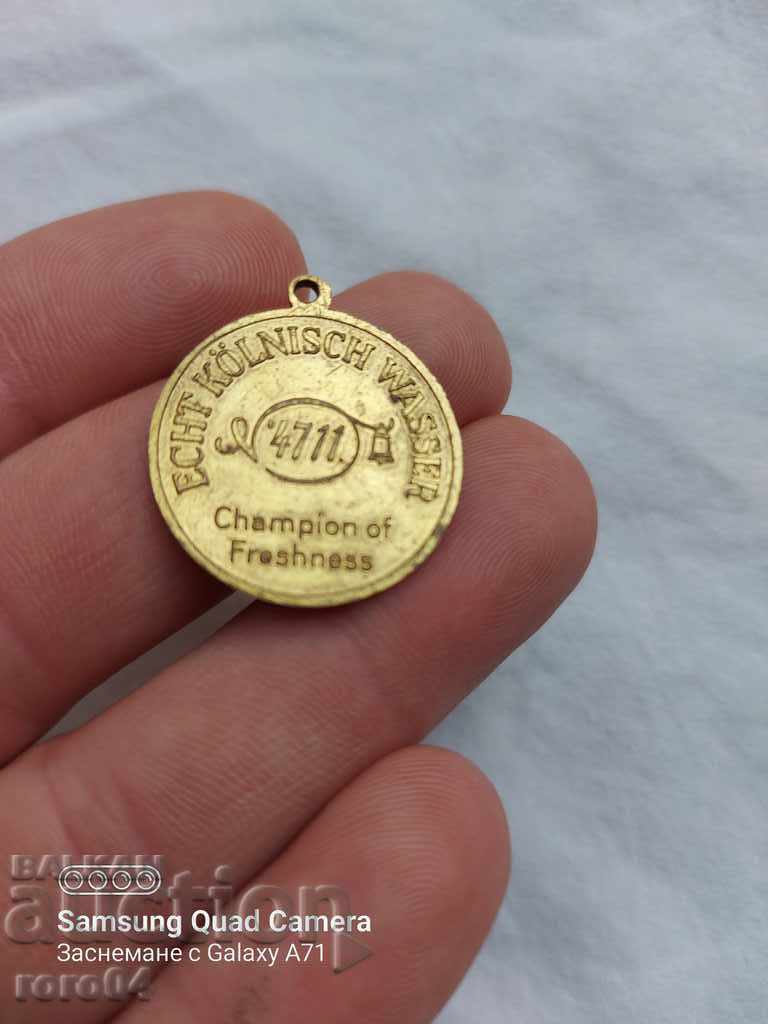 ECHT KÖLNISCH WASSER
4711.
Champion of
Freshness
BALKAN
auction
Samsung Quad Camera
Заснемане с Galaxy A71
roro04